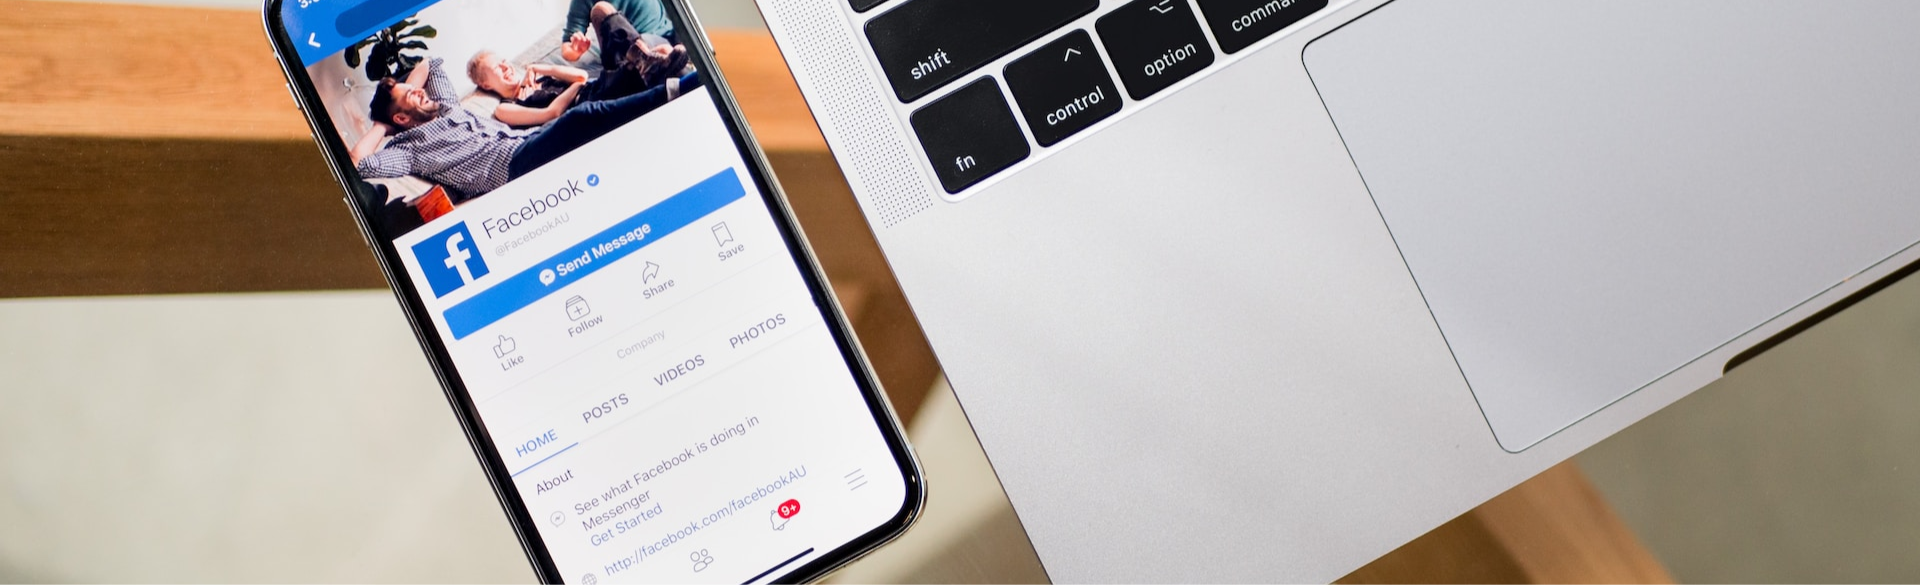 Facebook
@FacebookAU
Send Message
Like
Follow
Share
Save
Company
HOME
POSTS
VIDEOS
PHOTOS
About
See what Facebook is doing in
Messenger
Get Started
http://facebook.com/facebookAU
9+
shift
fn
control
option